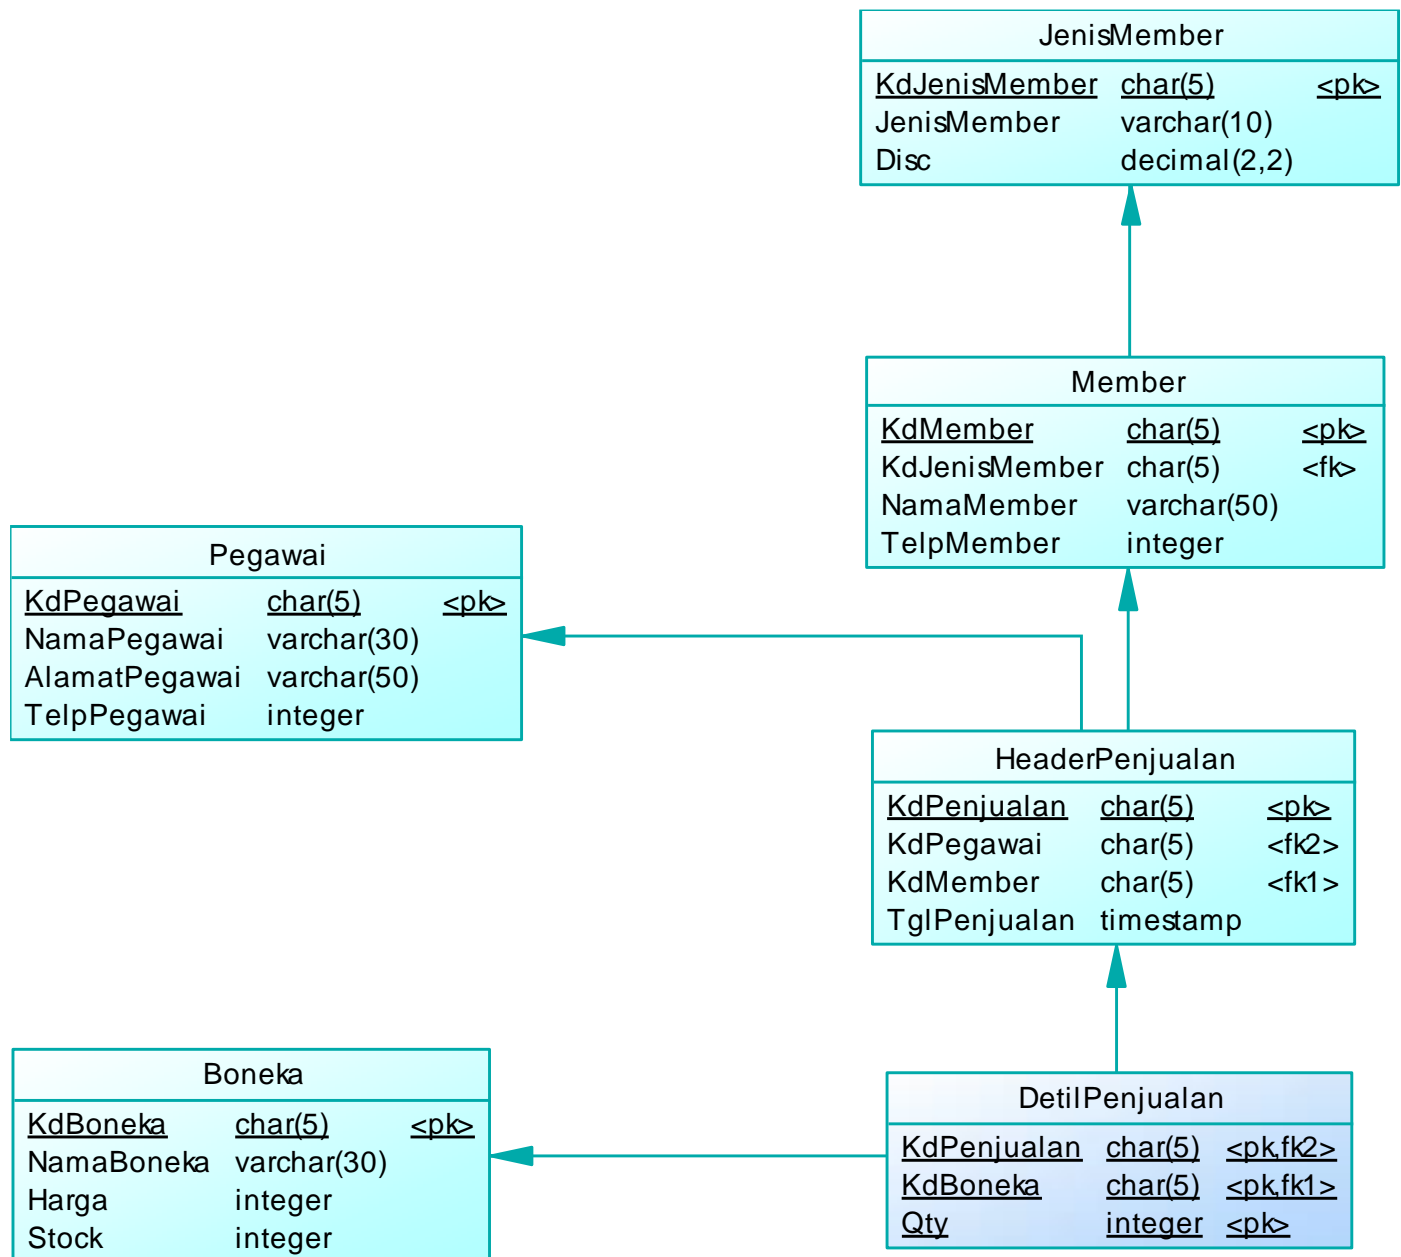 JenisMember
KdJenisMember char(5) <pk>
JenisMember varchar(10)
Disc decimal(2,2)
Member
KdMember char(5) <pk>
KdJenisMember char(5) <fk>
NamaMember varchar(50)
TelpMember integer
Pegawai
KdPegawai char(5) <pk>
NamaPegawai varchar(30)
AlamatPegawai varchar(50)
TelpPegawai integer
HeaderPenjualan
KdPenjualan char(5) <pk>
KdPegawai char(5) <fk2>
KdMember char(5) <fk1>
TglPenjualan timestamp
Boneka
KdBoneka char(5) <pk>
NamaBoneka varchar(30)
Harga integer
Stock integer
DetilPenjualan
KdPenjualan char(5) <pk,fk2>
KdBoneka char(5) <pk,fk1>
Qty integer <pk>